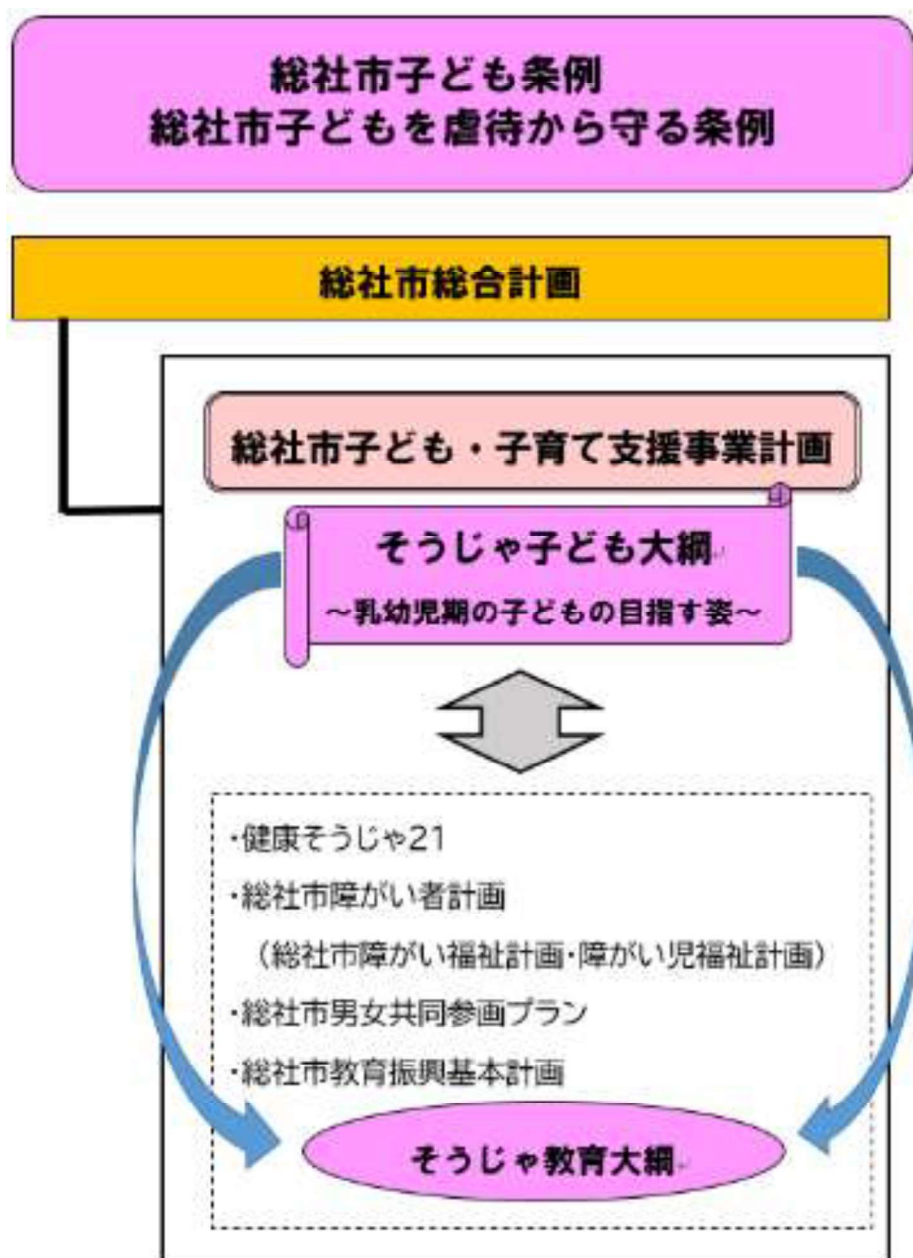 総社市子ども条例
総社市子どもを虐待から守る条例
総社市総合計画
総社市子ども・子育て支援事業計画
そうじゃ子ども大綱
～乳幼児期の子どもの目指す姿～
・健康そうじゃ21
・総社市障がい者計画
（総社市障がい福祉計画・障がい児福祉計画）
・総社市男女共同参画プラン
・総社市教育振興基本計画
そうじゃ教育大綱